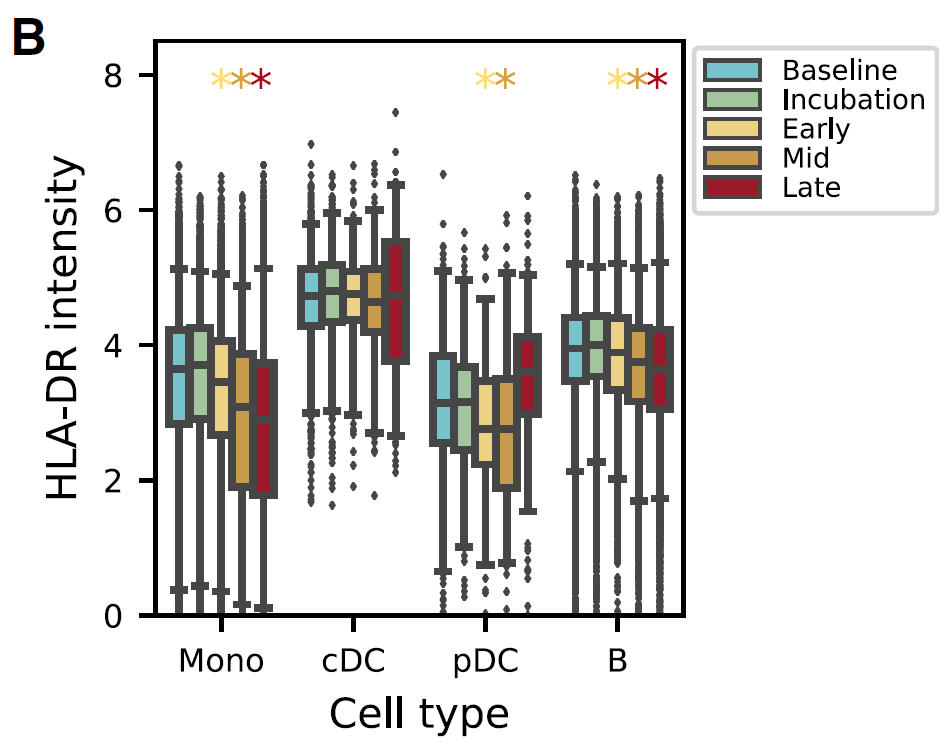 B
8
6
4
2
0
HLA-DR intensity
* * *
* *
* * *
Baseline
Incubation
Early
Mid
Late
Mono
cDC
pDC
B
Cell type